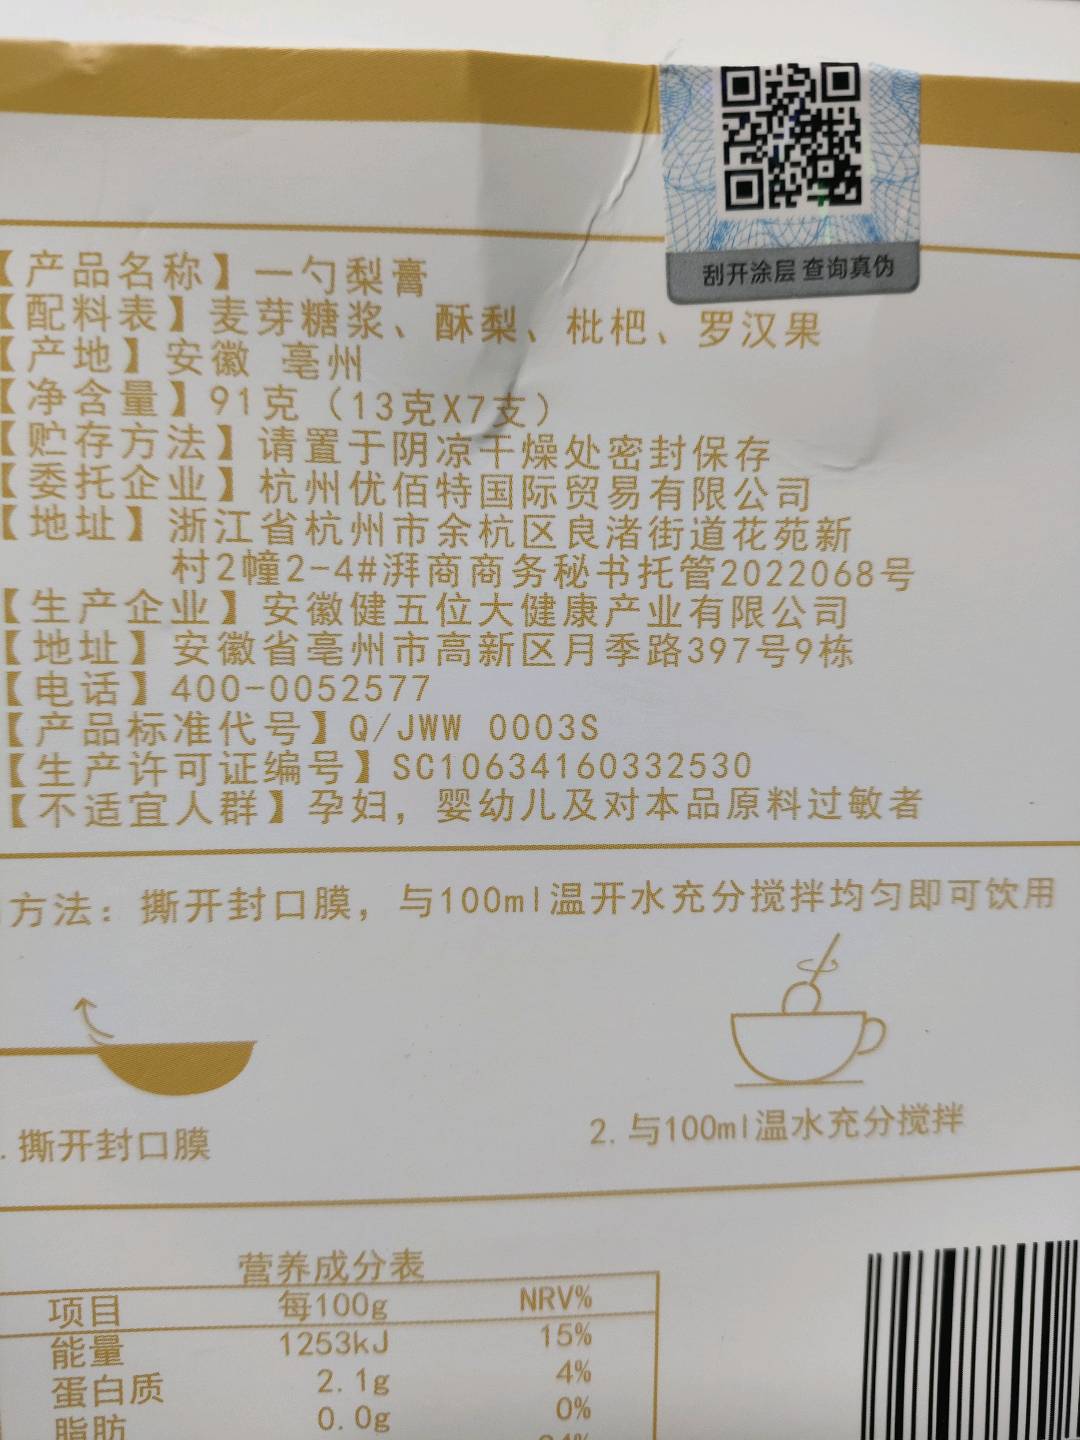 刮开涂层 查询真伪
【产品名称】一勺梨膏
【配料表】麦芽糖浆、酥梨、枇杷、罗汉果
【产地】安徽 亳州
【净含量】91克（13克X7支）
【贮存方法】请置于阴凉干燥处密封保存
【委托企业】杭州优佰特国际贸易有限公司
【地址】浙江省杭州市余杭区良渚街道花苑新
村2幢2-4#湃商商务秘书托管2022068号
【生产企业】安徽健五位大健康产业有限公司
【地址】安徽省亳州市高新区月季路397号9栋
【电话】400-0052577
【产品标准代号】Q/JWW 0003S
【生产许可证编号】SC10634160332530
【不适宜人群】孕妇，婴幼儿及对本品原料过敏者
方法：撕开封口膜，与100ml温开水充分搅拌均匀即可饮用
.撕开封口膜
2.与100ml温水充分搅拌
营养成分表
项目 每100g NRV%
能量 1253kJ 15%
蛋白质 2.1g 4%
脂肪 0.0g 0%